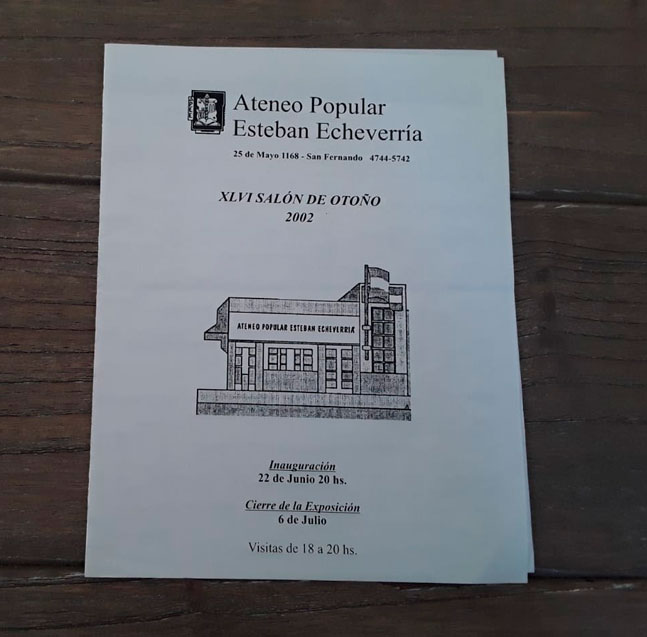 Ateneo Popular
Esteban Echeverría
25 de Mayo 1168 - San Fernando 4744-5742
XLVI SALÓN DE OTOÑO
2002
ATENEO POPULAR ESTEBAN ECHEVERRIA
Inauguración
22 de Junio 20 hs.
Cierre de la Exposición
6 de Julio
Visitas de 18 a 20 hs.